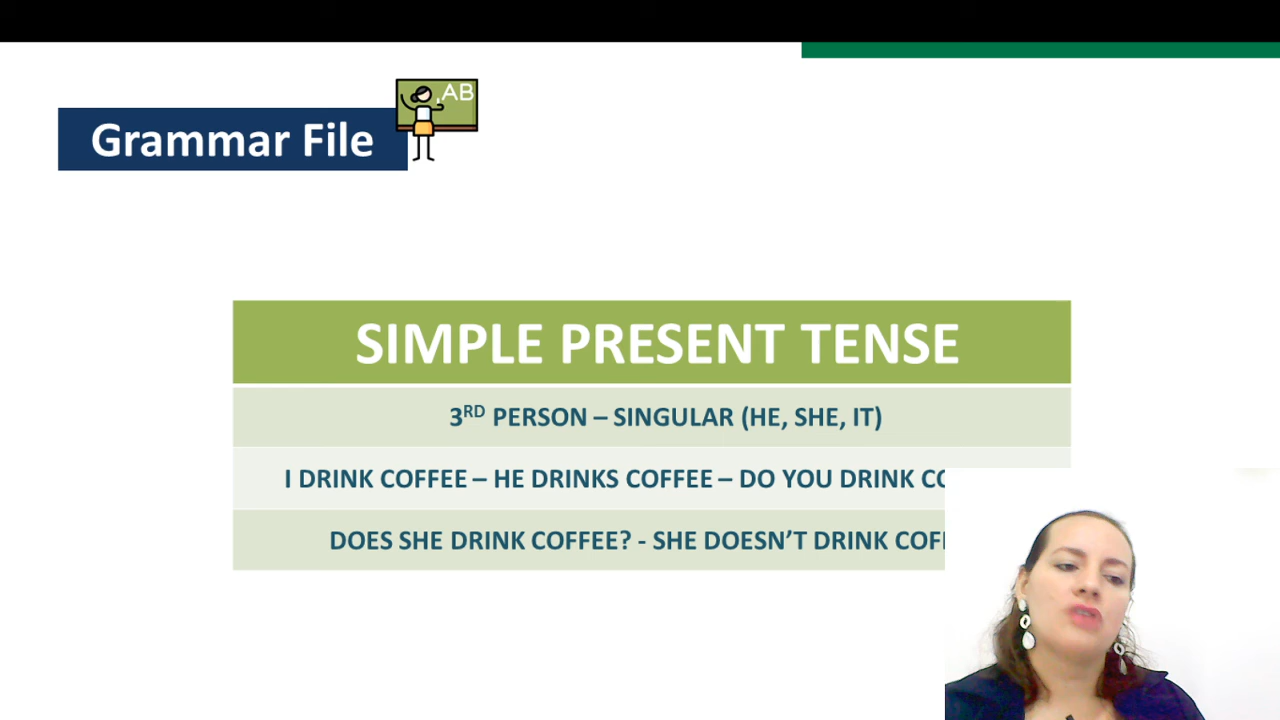 ,AB
Grammar File
SIMPLE PRESENT TENSE
3RD PERSON – SINGULAR (HE, SHE, IT)
I DRINK COFFEE – HE DRINKS COFFEE – DO YOU DRINK
DOES SHE DRINK COFFEE? - SHE DOESN’T DRINK